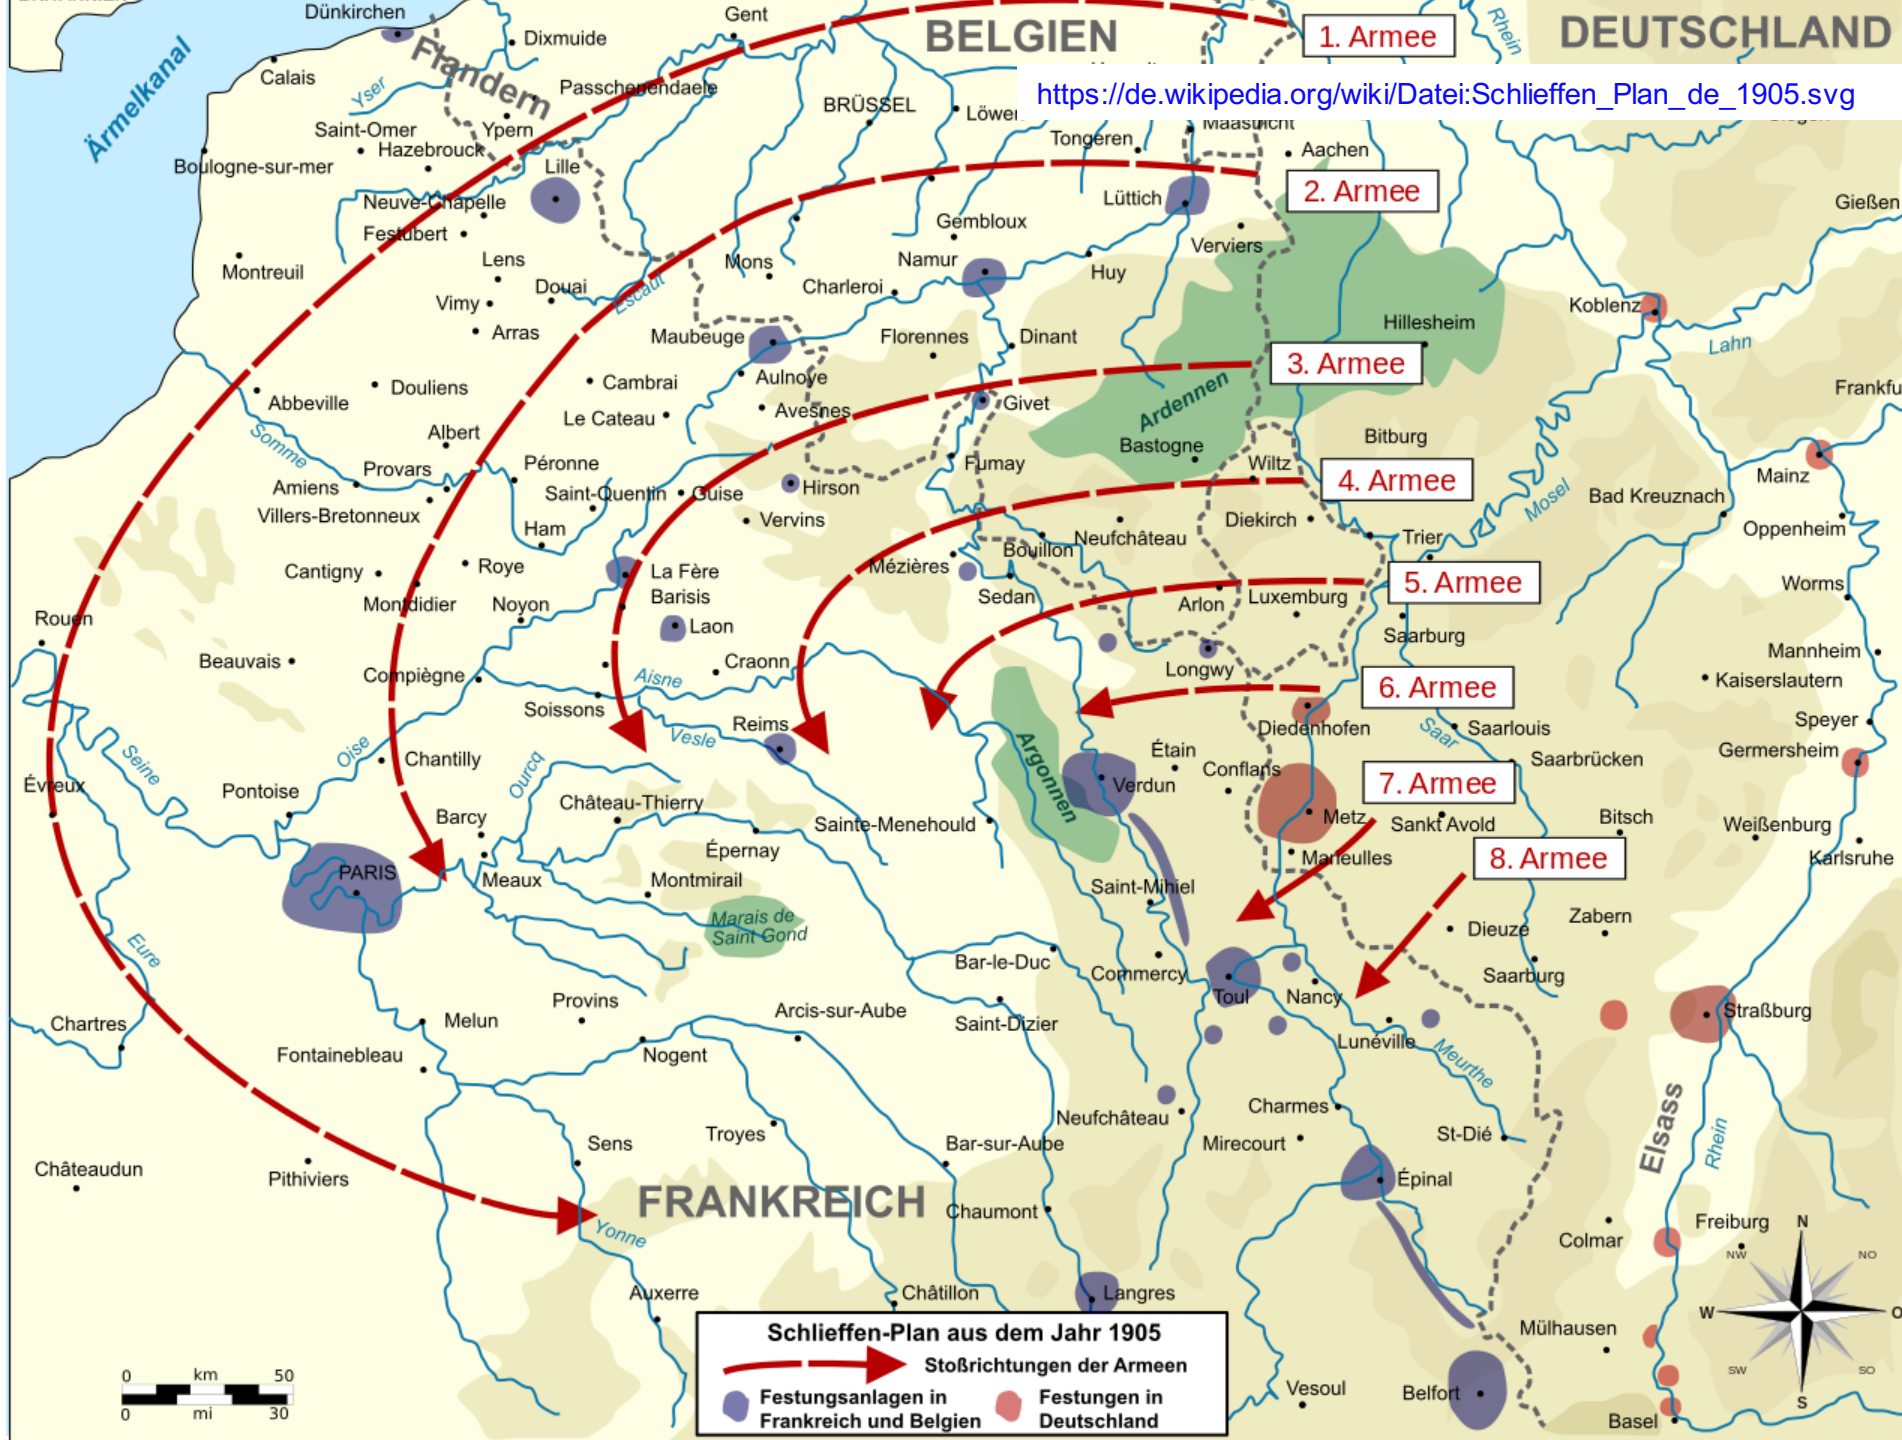 Dünkirchen
Gent
BELGIEN
1. Armee
Rhein
DEUTSCHLAND
Dixmuide
Flandern
Calais
Ärmelkanal
Yser
Passchenendaele
https://de.wikipedia.org/wiki/Datei:Schlieffen_Plan_de_1905.svg
BRÜSSEL
Saint-Omer
Ypern
Tongeren
Maastricht
Hazebrouck
Aachen
Boulogne-sur-mer
Lille
2. Armee
Neuve-Chapelle
Lüttich
Gießen
Gembloux
Festubert
Verviers
Lens
Mons
Namur
Montreuil
Huy
Douai
Charleroi
Escaut
Vimy
Koblenz
Arras
Maubeuge
Florennes
Dinant
Hillesheim
Lahn
3. Armee
Aulnoye
Cambrai
Douliens
Ardennen
Frankfu
Abbeville
Le Cateau
Avesnes
Givet
Somme
Albert
Bastogne
Bitburg
Provars
Péronne
Fumay
Wiltz
Mainz
Amiens
Saint-Quentin
Guise
Hirson
4. Armee
Mosel
Bad Kreuznach
Villers-Bretonneux
Vervins
Diekirch
Oppenheim
Ham
Neufchâteau
Trier
Bouillon
Cantigny
Roye
La Fère
Mézières
5. Armee
Worms
Montdidier
Noyon
Barisis
Sedan
Arlon
Luxemburg
Rouen
Laon
Saarburg
Beauvais
Craonn
Longwy
Mannheim
Compiègne
Aisne
6. Armee
Kaiserslautern
Soissons
Reims
Diedenhofen
Saarlouis
Speyer
Vesle
Saar
Seine
Oise
Chantilly
Ourcq
Argonnen
Étain
Conflans
Saarbrücken
Germersheim
Évreux
Pontoise
Verdun
7. Armee
Château-Thierry
Barcy
Sainte-Menehould
Metz
Sankt Avold
Bitsch
Weißenburg
Épernay
Marieulles
8. Armee
Karlsruhe
PARIS
Meaux
Montmirail
Saint-Mihiel
Marais de
Saint Gond
Dieuze
Zabern
Eure
Bar-le-Duc
Commercy
Saarburg
Provins
Arcis-sur-Aube
Toul
Nancy
Chartres
Melun
Saint-Dizier
Straßburg
Fontainebleau
Nogent
Lunéville
Meurthe
Neufchâteau
Charmes
Elsass
Rhein
Sens
Troyes
Bar-sur-Aube
Mirecourt
St-Dié
Châteaudun
Pithiviers
Épinal
FRANKREICH
Chaumont
Yonne
Colmar
Freiburg
N
NW
NO
Auxerre
Châtillon
Langres
W
O
Schlieffen-Plan aus dem Jahr 1905
Mülhausen
Stoßrichtungen der Armeen
SW
SO
0 km 50
Festungsanlagen in
Frankreich und Belgien
Festungen in
Deutschland
Vesoul
Belfort
S
0 mi 30
Basel